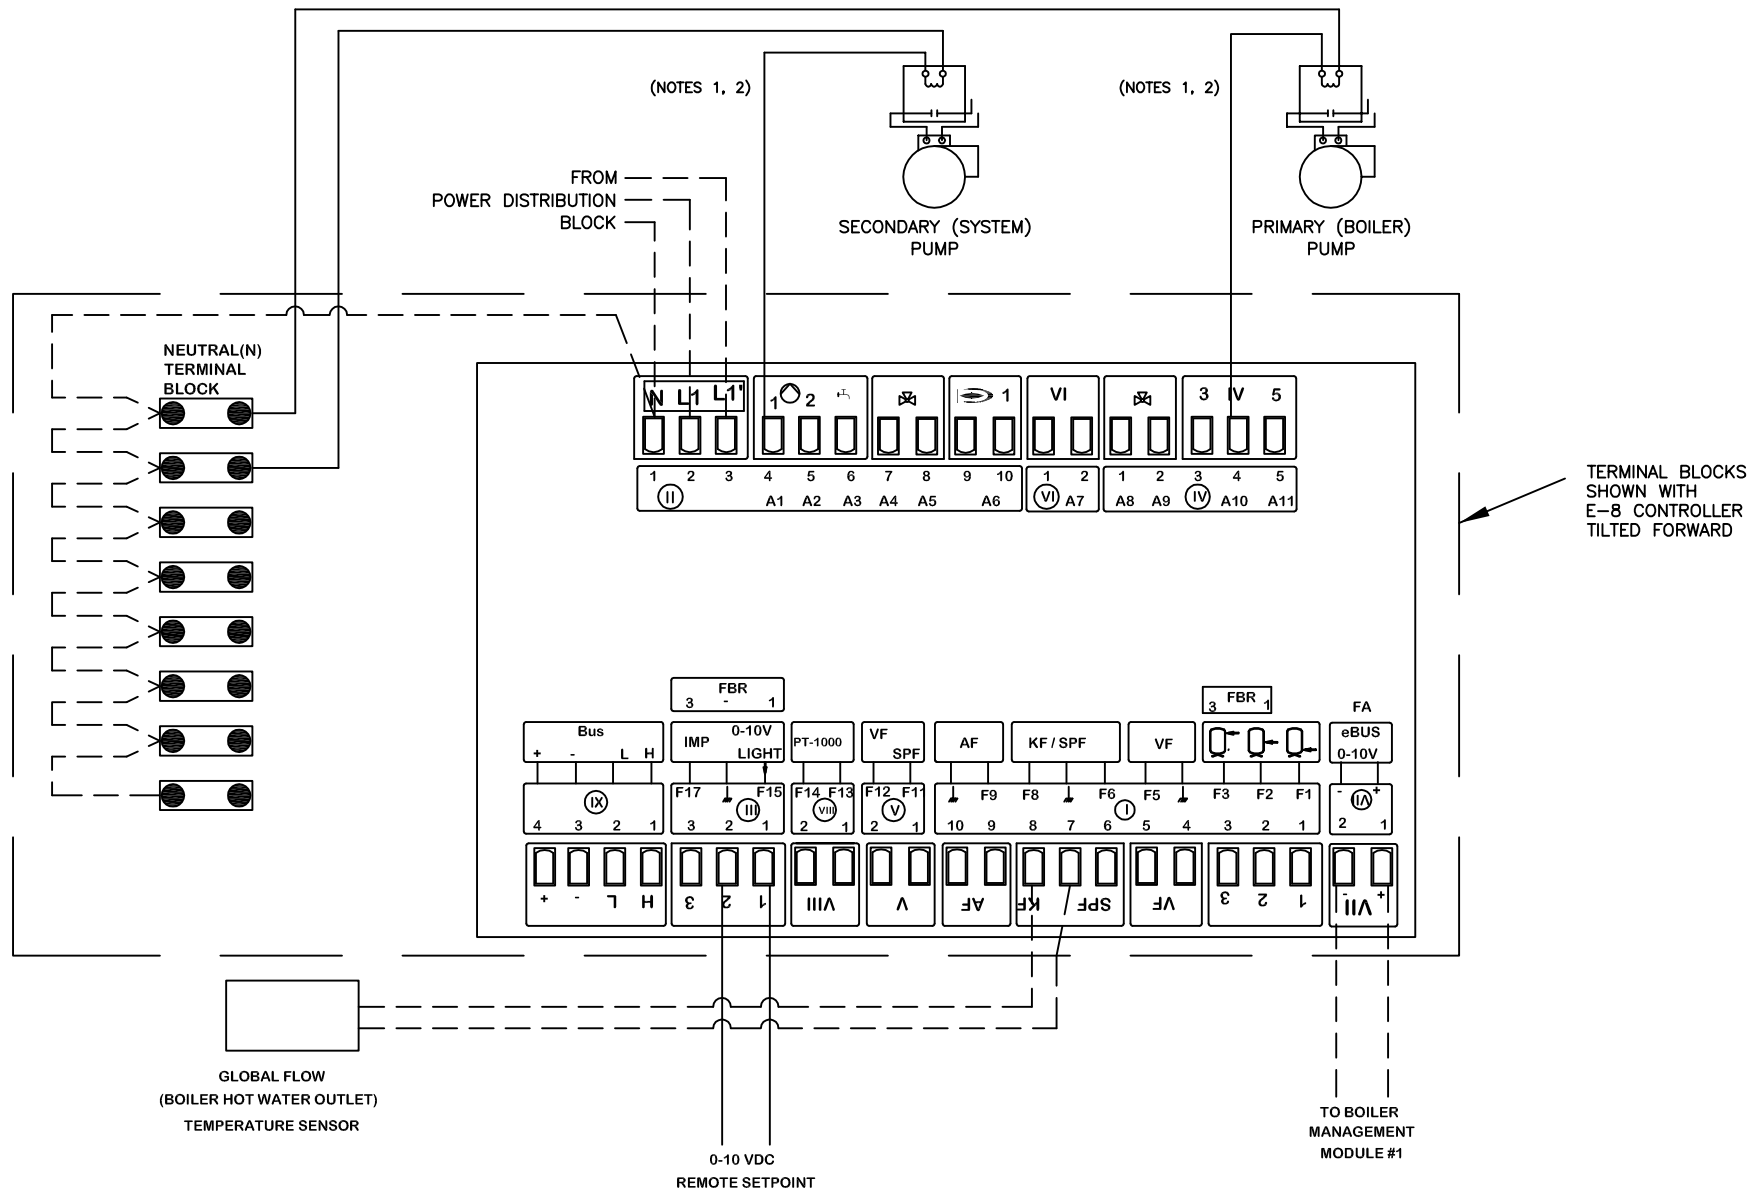 (NOTES 1, 2)
(NOTES 1, 2)
FROM
POWER DISTRIBUTION
BLOCK
SECONDARY (SYSTEM)
PUMP
PRIMARY (BOILER)
PUMP
NEUTRAL(N)
TERMINAL
BLOCK
N L1 L1'
1 2
1
VI
3 IV 5
1 2 3 4 5 6 7 8 9 10
II A1 A2 A3 A4 A5 A6
1 2
VI A7
1 2 3 4 5
A8 A9 IV A10 A11
TERMINAL BLOCKS
SHOWN WITH
E-8 CONTROLLER
TILTED FORWARD
FBR
3 - 1
FBR
3 1
FA
Bus
+ - L H
IMP 0-10V
LIGHT
PT-1000
VF
SPF
AF
KF / SPF
VF
eBUS
0-10V
IX
4 3 2 1
F17 III F15
3 2 1
F14 F13
VIII
2 1
F12 F11
V
2 1
F9 F8 F6 I F5 F3 F2 F1
10 9 8 7 6 5 4 3 2 1
- VII +
2 1
+ - L H
3 2 1
VIII
V
AF
KF SPF
VF
3 2 1
- VII +
GLOBAL FLOW
(BOILER HOT WATER OUTLET)
TEMPERATURE SENSOR
0-10 VDC
REMOTE SETPOINT
TO BOILER
MANAGEMENT
MODULE #1